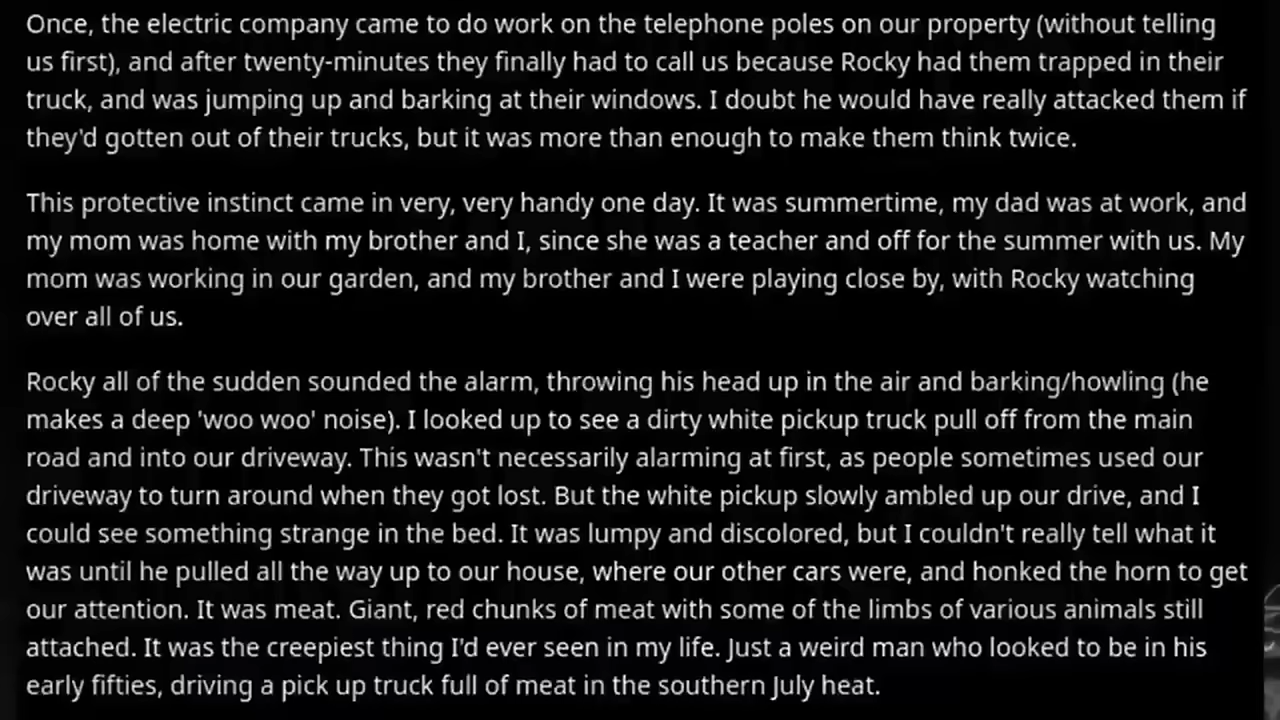 Once, the electric company came to do work on the telephone poles on our property (without telling
us first), and after twenty-minutes they finally had to call us because Rocky had them trapped in their
truck, and was jumping up and barking at their windows. I doubt he would have really attacked them if
they'd gotten out of their trucks, but it was more than enough to make them think twice.
This protective instinct came in very, very handy one day. It was summertime, my dad was at work, and
my mom was home with my brother and I, since she was a teacher and off for the summer with us. My
mom was working in our garden, and my brother and I were playing close by, with Rocky watching
over all of us.
Rocky all of the sudden sounded the alarm, throwing his head up in the air and barking/howling (he
makes a deep 'woo woo' noise). I looked up to see a dirty white pickup truck pull off from the main
road and into our driveway. This wasn't necessarily alarming at first, as people sometimes used our
driveway to turn around when they got lost. But the white pickup slowly ambled up our drive, and I
could see something strange in the bed. It was lumpy and discolored, but I couldn't really tell what it
was until he pulled all the way up to our house, where our other cars were, and honked the horn to get
our attention. It was meat. Giant, red chunks of meat with some of the limbs of various animals still
attached. It was the creepiest thing I'd ever seen in my life. Just a weird man who looked to be in his
early fifties, driving a pick up truck full of meat in the southern July heat.